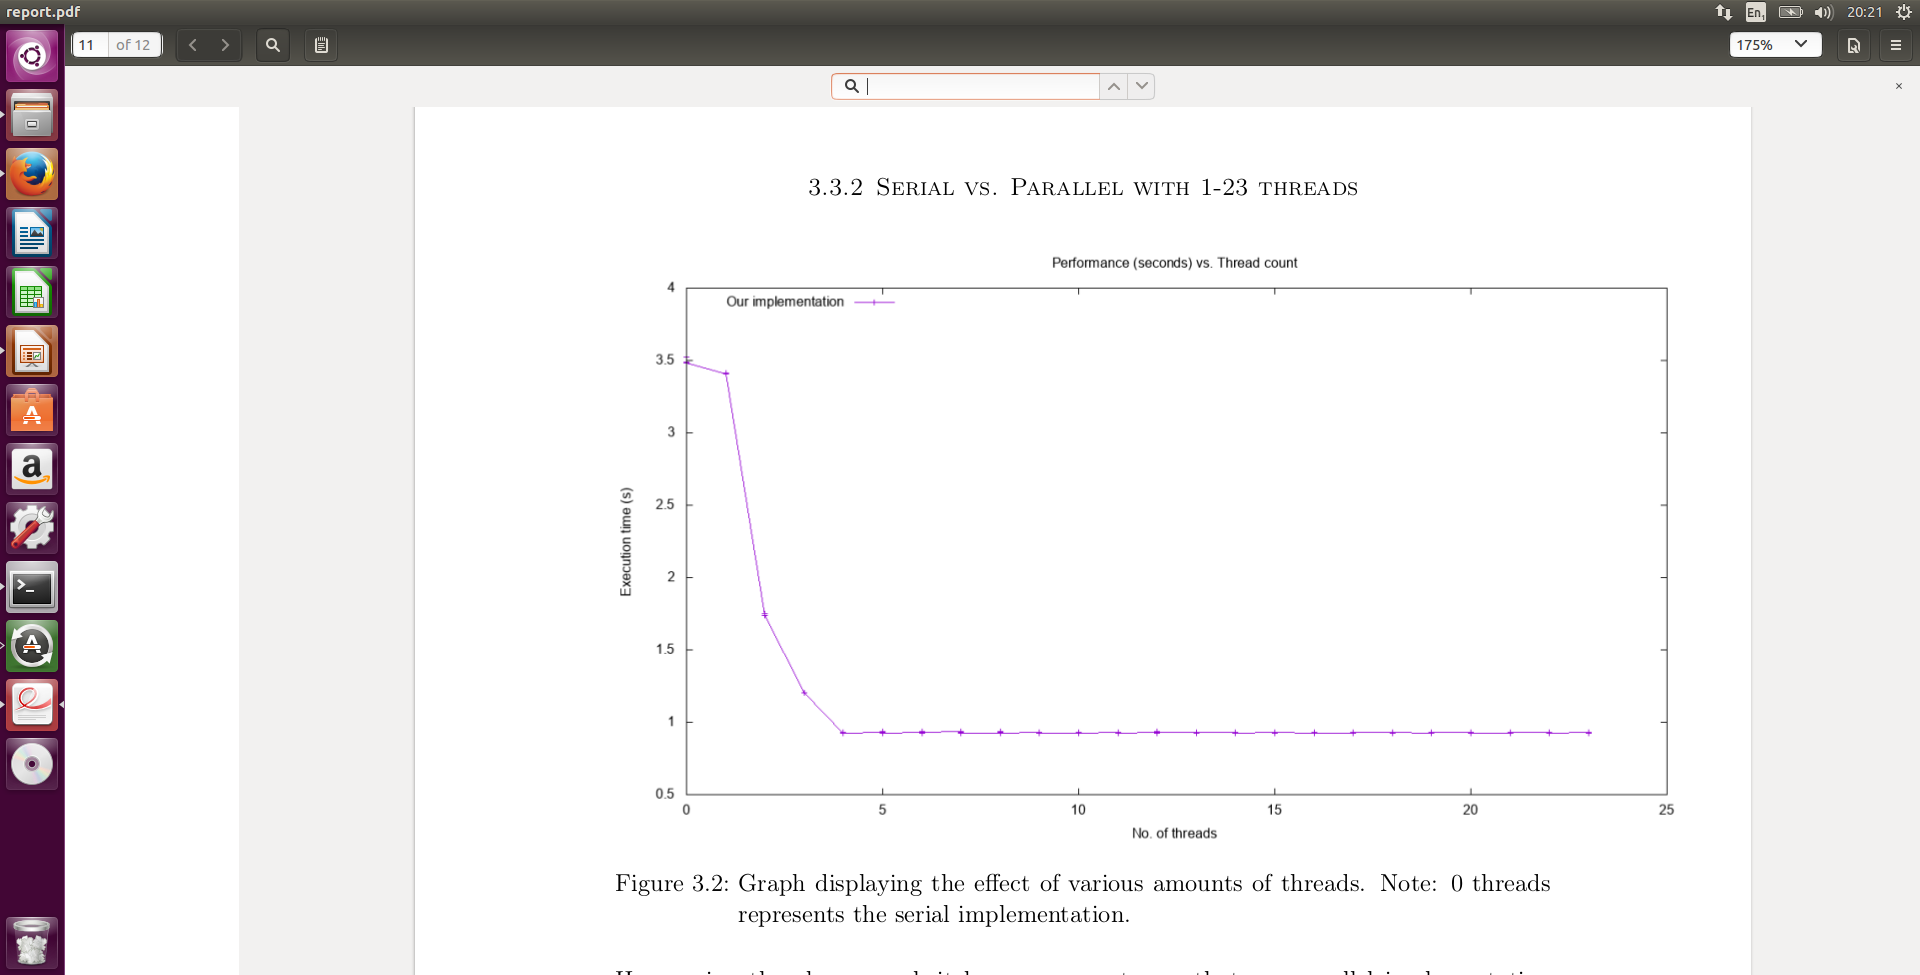 report.pdf
En1
20:21
11 of 12
175%
3.3.2 Serial vs. Parallel with 1-23 threads
Performance (seconds) vs. Thread count
Our implementation
4
3.5
3
2.5
2
1.5
1
0.5
Execution time (s)
0 5 10 15 20 25
No. of threads
Figure 3.2: Graph displaying the effect of various amounts of threads. Note: 0 threads
represents the serial implementation.